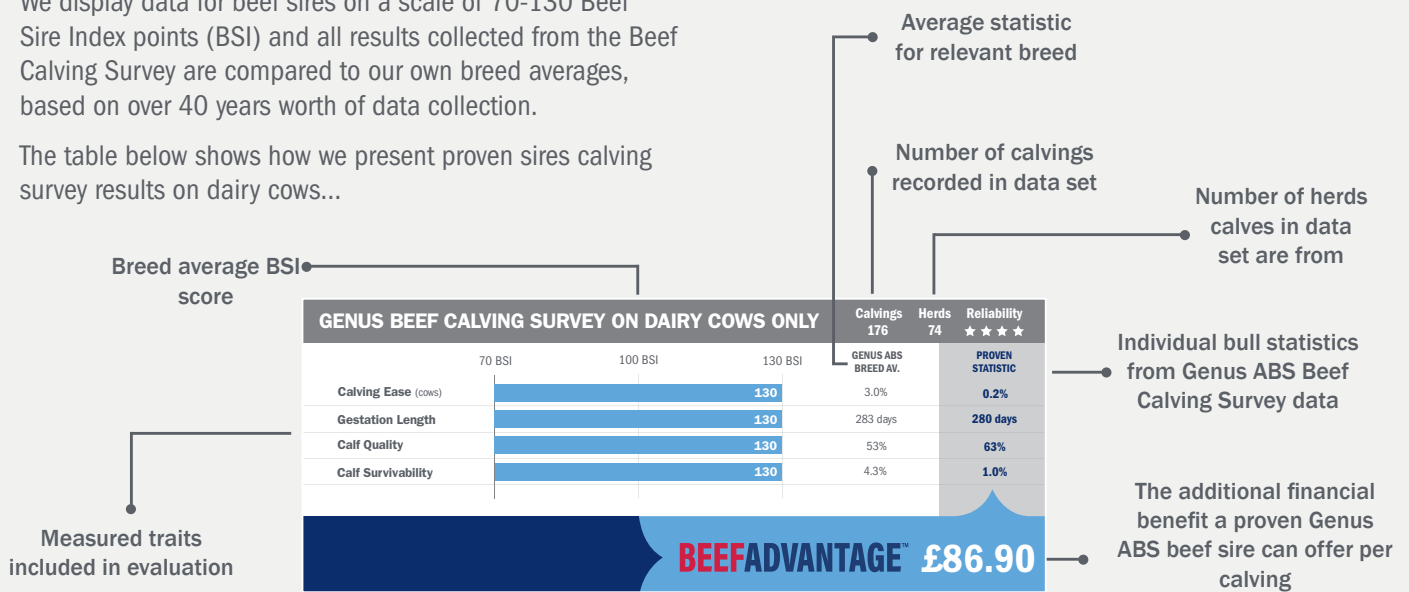 We display data for beef sires on a scale of 70-130 Beef
Sire Index points (BSI) and all results collected from the Beef
Calving Survey are compared to our own breed averages,
based on over 40 years worth of data collection.
The table below shows how we present proven sires calving
survey results on dairy cows...
Average statistic
for relevant breed
Number of calvings
recorded in data set
Number of herds
calves in data
set are from
Breed average BSI
score
GENUS BEEF CALVING SURVEY ON DAIRY COWS ONLY
Calvings Herds Reliability
176 74 ★ ★ ★ ★
70 BSI 100 BSI 130 BSI
GENUS ABS
BREED AV.
PROVEN
STATISTIC
Calving Ease (cows) 130 3.0% 0.2%
Gestation Length 130 283 days 280 days
Calf Quality 130 53% 63%
Calf Survivability 130 4.3% 1.0%
Individual bull statistics
from Genus ABS Beef
Calving Survey data
Measured traits
included in evaluation
BEEFADVANTAGE™ £86.90
The additional financial
benefit a proven Genus
ABS beef sire can offer per
calving